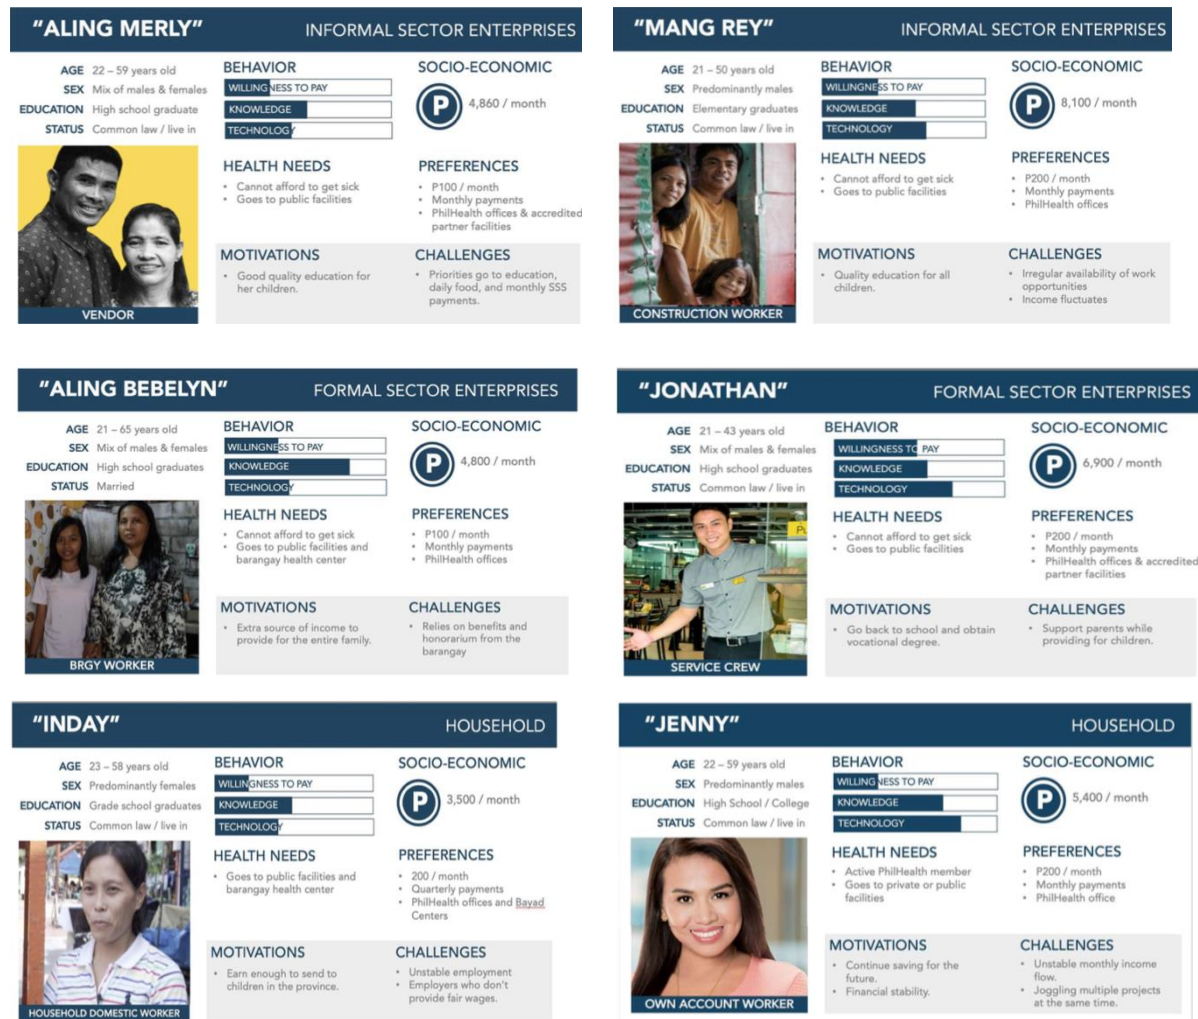 "ALING MERLY" INFORMAL SECTOR ENTERPRISES
AGE 22 – 59 years old
SEX Mix of males & females
EDUCATION High school graduate
STATUS Common law / live in
VENDOR
BEHAVIOR
WILLINGNESS TO PAY
KNOWLEDGE
TECHNOLOGY
SOCIO-ECONOMIC
P 4,860 / month
HEALTH NEEDS
• Cannot afford to get sick
• Goes to public facilities
PREFERENCES
• P100 / month
• Monthly payments
• PhilHealth offices & accredited
partner facilities
MOTIVATIONS
• Good quality education for
her children.
CHALLENGES
• Priorities go to education,
daily food, and monthly SSS
payments.
"MANG REY" INFORMAL SECTOR ENTERPRISES
AGE 21 – 50 years old
SEX Predominantly males
EDUCATION Elementary graduates
STATUS Common law / live in
CONSTRUCTION WORKER
BEHAVIOR
WILLINGNESS TO PAY
KNOWLEDGE
TECHNOLOGY
SOCIO-ECONOMIC
P 8,100 / month
HEALTH NEEDS
• Cannot afford to get sick
• Goes to public facilities
PREFERENCES
• P200 / month
• Monthly payments
• PhilHealth offices
MOTIVATIONS
• Quality education for all
children.
CHALLENGES
• Irregular availability of work
opportunities
• Income fluctuates
"ALING BEBELYN" FORMAL SECTOR ENTERPRISES
AGE 21 – 65 years old
SEX Mix of males & females
EDUCATION High school graduates
STATUS Married
BRGY WORKER
BEHAVIOR
WILLINGNESS TO PAY
KNOWLEDGE
TECHNOLOGY
SOCIO-ECONOMIC
P 4,800 / month
HEALTH NEEDS
• Cannot afford to get sick
• Goes to public facilities and
barangay health center
PREFERENCES
• P100 / month
• Monthly payments
• PhilHealth offices
MOTIVATIONS
• Extra source of income to
provide for the entire family.
CHALLENGES
• Relies on benefits and
honorarium from the
barangay
"JONATHAN" FORMAL SECTOR ENTERPRISES
AGE 21 – 43 years old
SEX Mix of males & females
EDUCATION High school graduates
STATUS Common law / live in
SERVICE CREW
BEHAVIOR
WILLINGNESS TO PAY
KNOWLEDGE
TECHNOLOGY
SOCIO-ECONOMIC
P 6,900 / month
HEALTH NEEDS
• Cannot afford to get sick
• Goes to public facilities
PREFERENCES
• P200 / month
• Monthly payments
• PhilHealth offices & accredited
partner facilities
MOTIVATIONS
• Go back to school and obtain
vocational degree.
CHALLENGES
• Support parents while
providing for children.
"INDAY" HOUSEHOLD
AGE 23 – 58 years old
SEX Predominantly females
EDUCATION Grade school graduates
STATUS Common law / live in
HOUSEHOLD DOMESTIC WORKER
BEHAVIOR
WILLINGNESS TO PAY
KNOWLEDGE
TECHNOLOGY
SOCIO-ECONOMIC
P 3,500 / month
HEALTH NEEDS
• Goes to public facilities and
barangay health center
PREFERENCES
• 200 / month
• Quarterly payments
• PhilHealth offices and Bayad
Centers
MOTIVATIONS
• Earn enough to send to
children in the province.
CHALLENGES
• Unstable employment
• Employers who don't
provide fair wages.
"JENNY" HOUSEHOLD
AGE 22 – 59 years old
SEX Predominantly males
EDUCATION High School / College
STATUS Common law / live in
OWN ACCOUNT WORKER
BEHAVIOR
WILLINGNESS TO PAY
KNOWLEDGE
TECHNOLOGY
SOCIO-ECONOMIC
P 5,400 / month
HEALTH NEEDS
• Active PhilHealth member
• Goes to private or public
facilities
PREFERENCES
• P200 / month
• Monthly payments
• PhilHealth office
MOTIVATIONS
• Continue saving for the
future.
• Financial stability.
CHALLENGES
• Unstable monthly income
flow.
• Joggling multiple projects
at the same time.